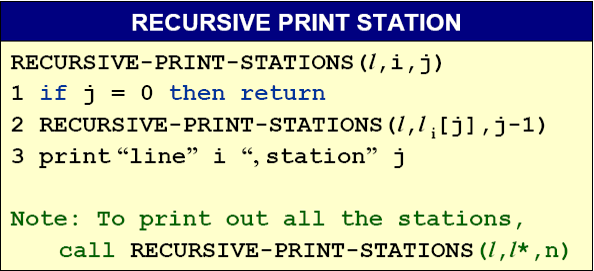 RECURSIVE PRINT STATION
RECURSIVE-PRINT-STATIONS(l,i,j)
1 if j = 0 then return
2 RECURSIVE-PRINT-STATIONS(l,lᵢ[j],j-1)
3 print “line” i “, station” j
Note: To print out all the stations,
call RECURSIVE-PRINT-STATIONS(l,l*,n)